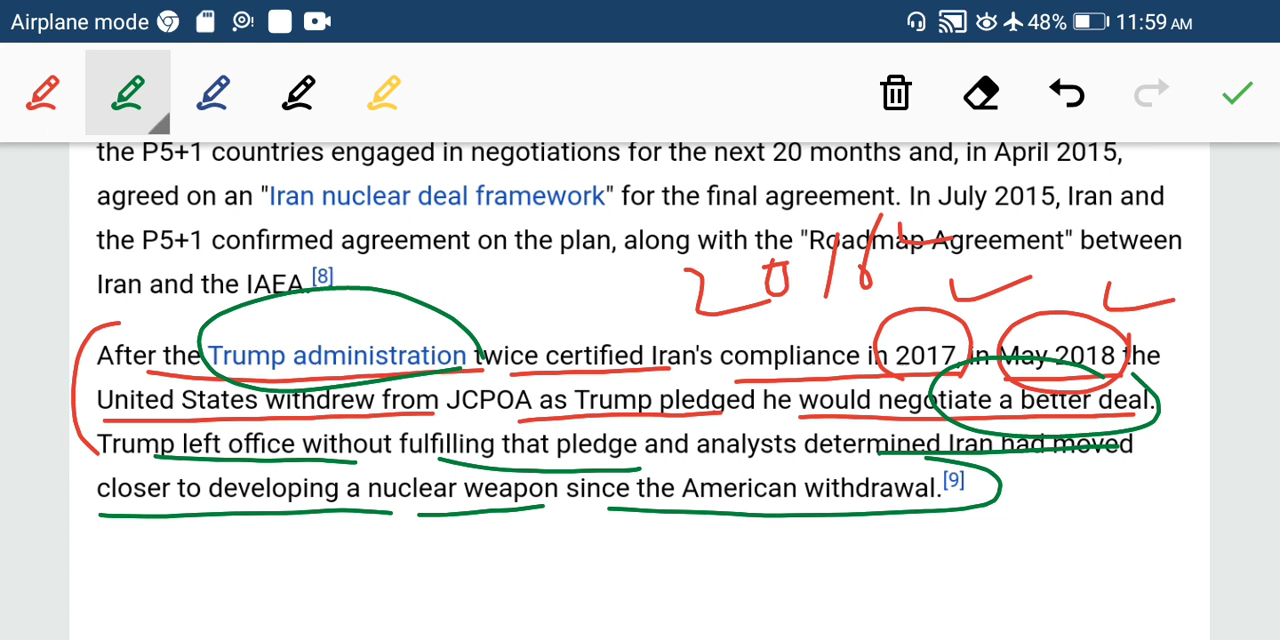 Airplane mode 48% 11:59 AM
the P5+1 countries engaged in negotiations for the next 20 months and, in April 2015,
agreed on an "Iran nuclear deal framework" for the final agreement. In July 2015, Iran and
the P5+1 confirmed agreement on the plan, along with the "Roadmap Agreement" between
Iran and the IAEA.[8]
2016
After the Trump administration twice certified Iran's compliance in 2017, in May 2018 the
United States withdrew from JCPOA as Trump pledged he would negotiate a better deal.
Trump left office without fulfilling that pledge and analysts determined Iran had moved
closer to developing a nuclear weapon since the American withdrawal.[9]